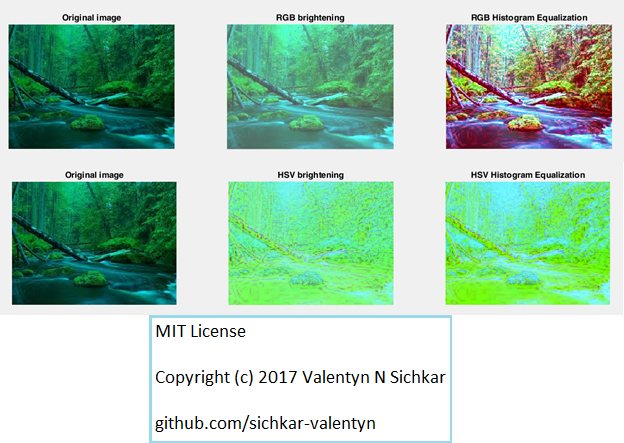 Original image
RGB brightening
RGB Histogram Equalization
Original image
HSV brightening
HSV Histogram Equalization
MIT License
Copyright (c) 2017 Valentyn N Sichkar
github.com/sichkar-valentyn